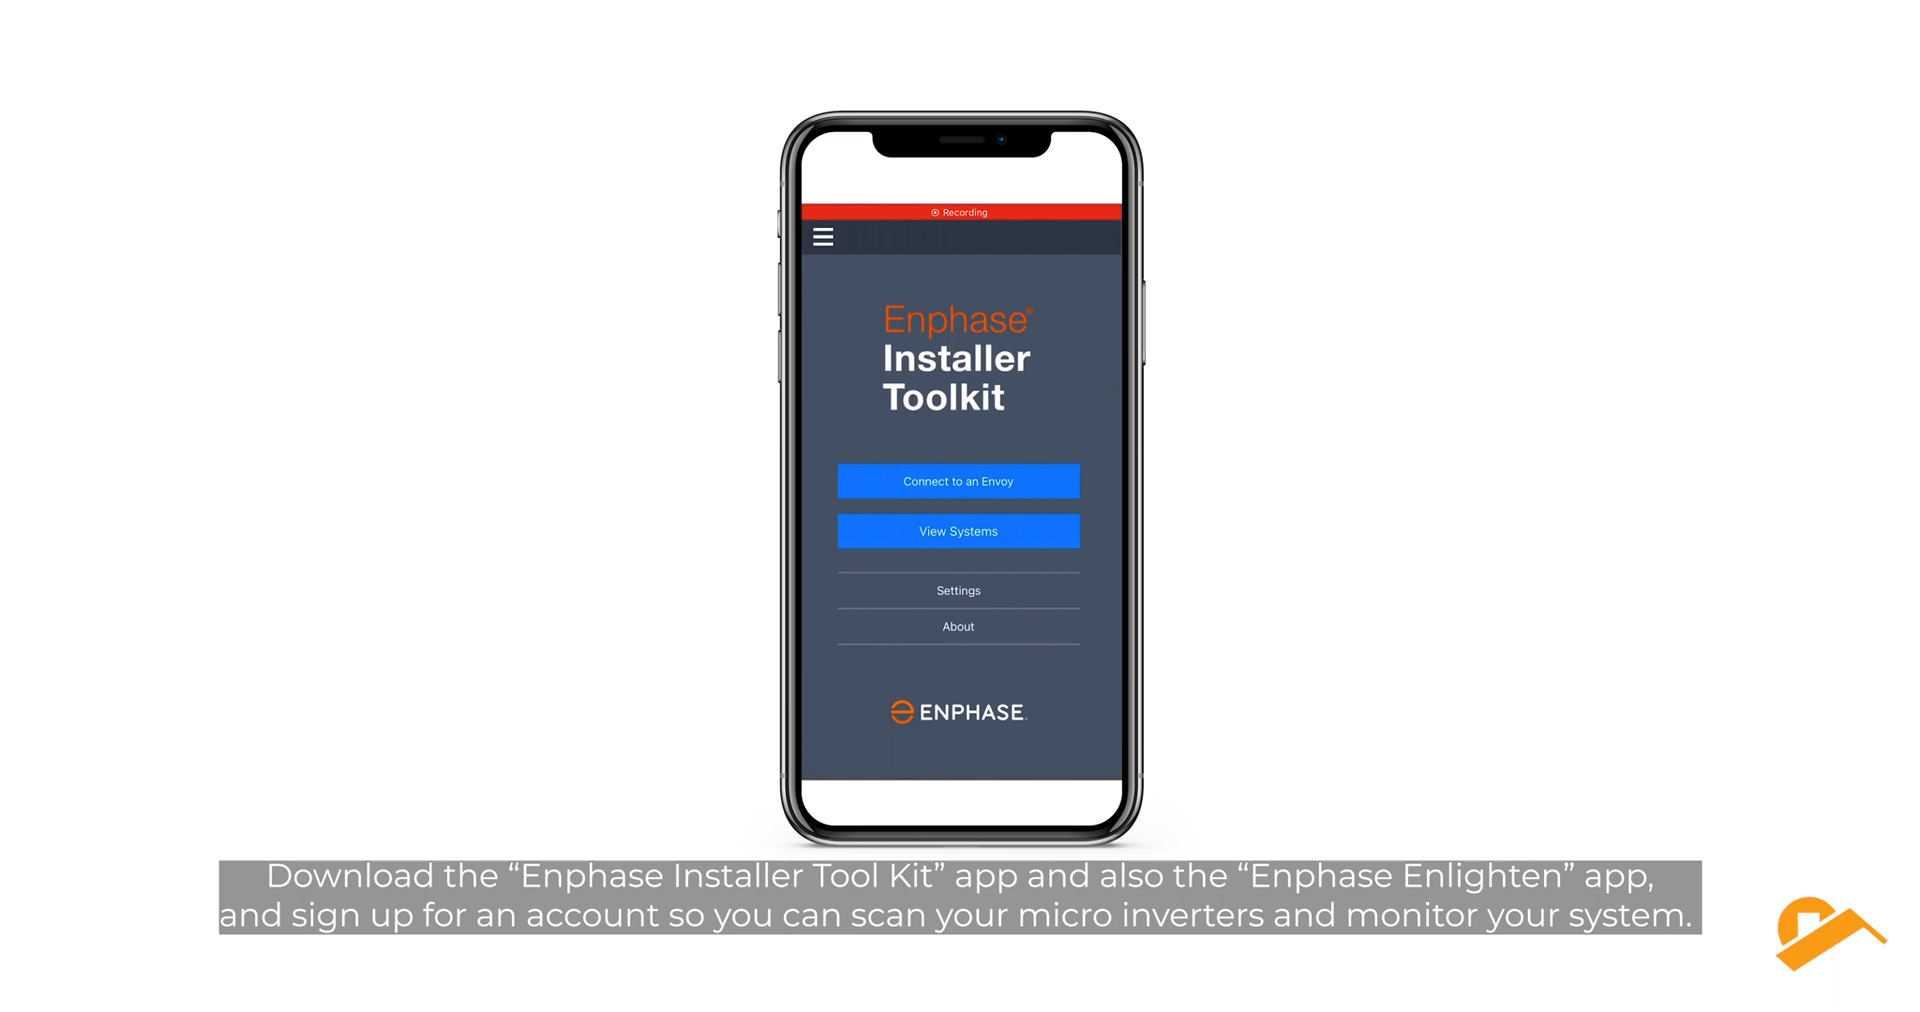 Recording
Enphase®
Installer
Toolkit
Connect to an Envoy
View Systems
Settings
About
ENPHASE.
Download the “Enphase Installer Tool Kit” app and also the “Enphase Enlighten” app,
and sign up for an account so you can scan your micro inverters and monitor your system.